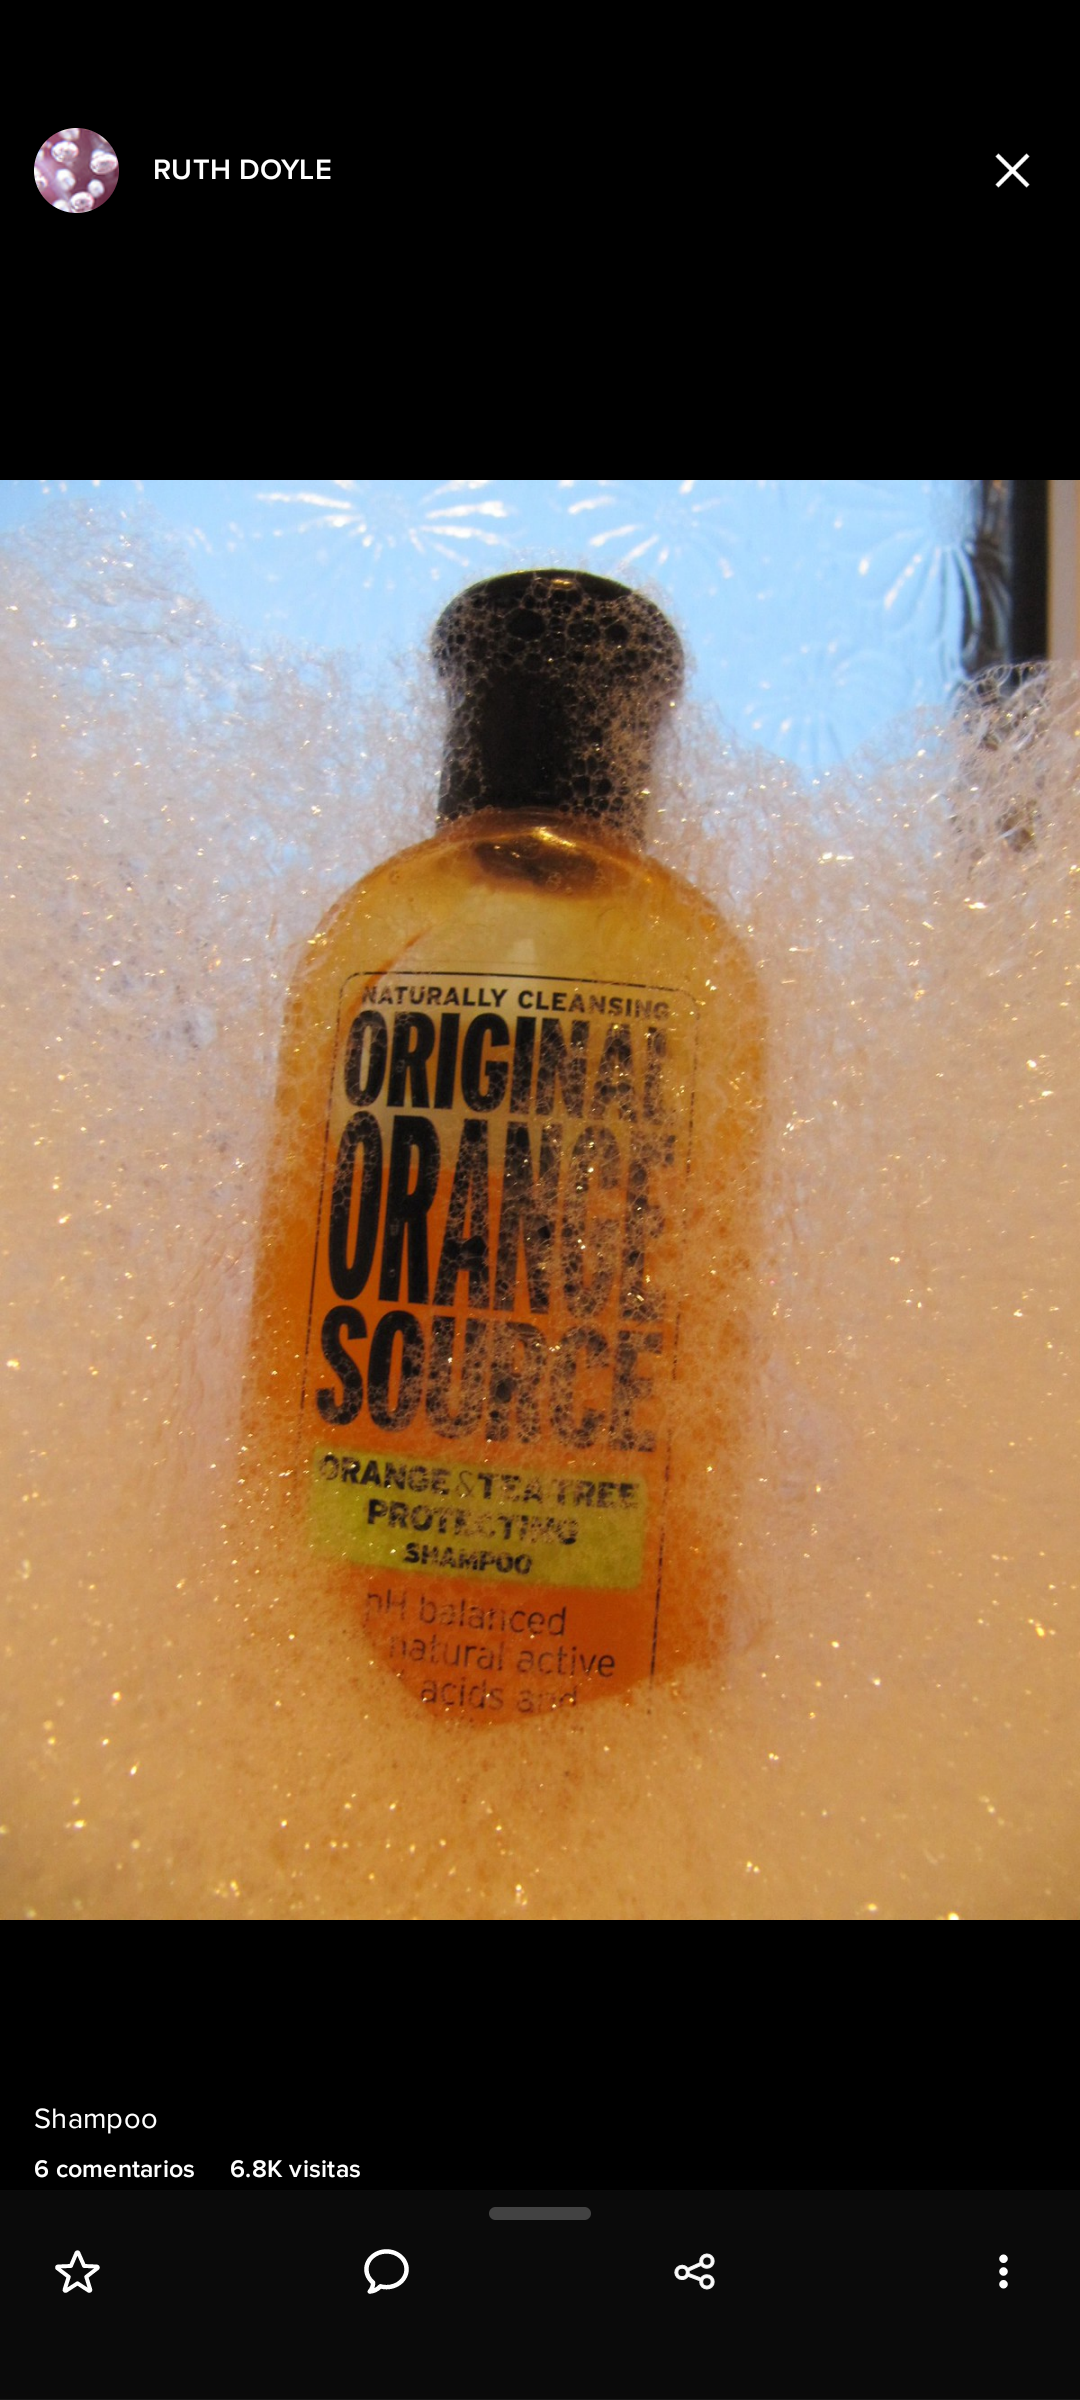 RUTH DOYLE
NATURALLY CLEANSING
ORIGINAL
ORANGE
SOURCE
ORANGE & TEA TREE
PROTECTING
SHAMPOO
pH balanced
natural active
acids and
Shampoo
6 comentarios 6.8K visitas